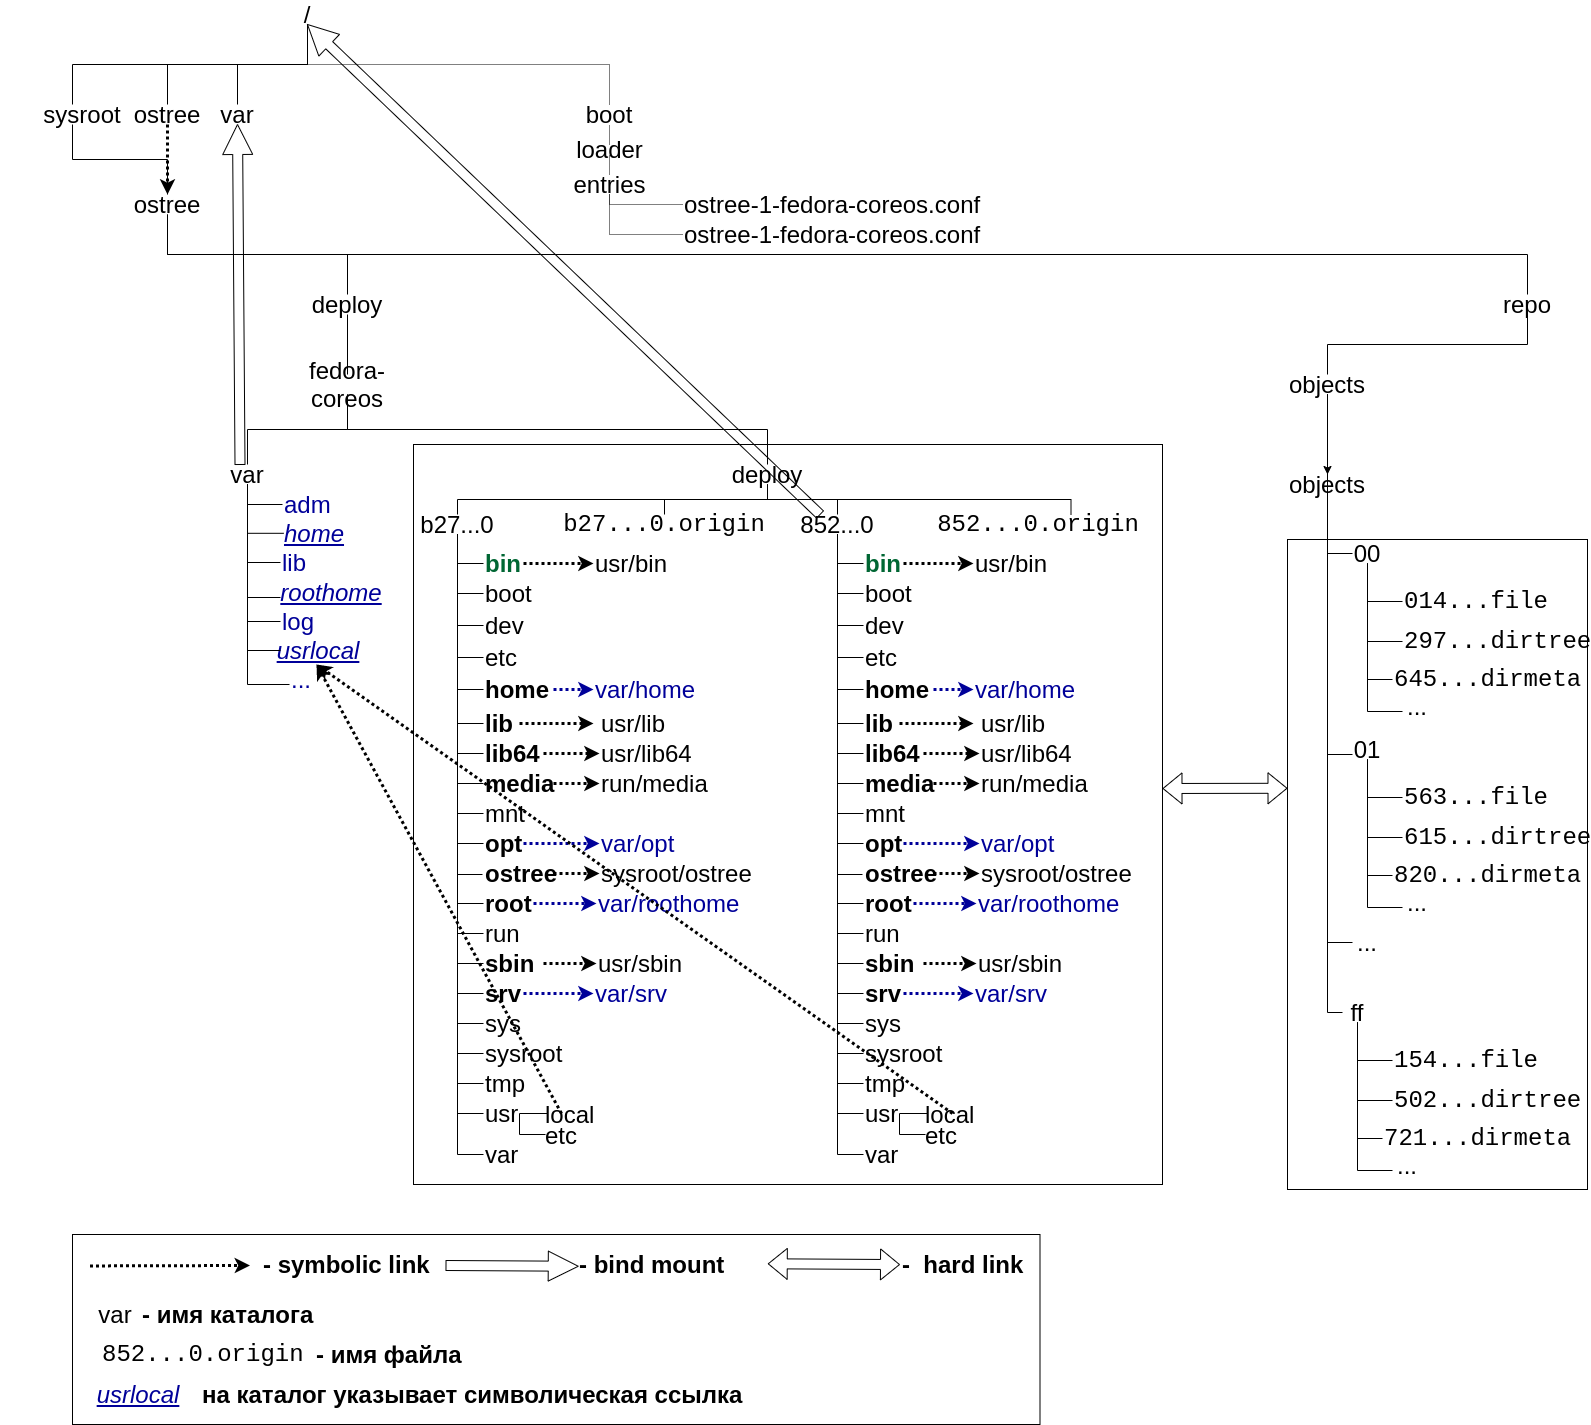 /
sysroot
ostree
var
boot
loader
entries
ostree-1-fedora-coreos.conf
ostree-1-fedora-coreos.conf
ostree
deploy
repo
fedora-
coreos
objects
var
deploy
objects
adm
home
lib
roothome
log
usrlocal
...
b27...0
b27...0.origin
852...0
852...0.origin
bin usr/bin
boot
dev
etc
home var/home
lib usr/lib
lib64 usr/lib64
media run/media
mnt
opt var/opt
ostree sysroot/ostree
root var/roothome
run
sbin usr/sbin
srv var/srv
sys
sysroot
tmp
usr local
etc
var
bin usr/bin
boot
dev
etc
home var/home
lib usr/lib
lib64 usr/lib64
media run/media
mnt
opt var/opt
ostree sysroot/ostree
root var/roothome
run
sbin usr/sbin
srv var/srv
sys
sysroot
tmp
usr local
etc
var
00
014...file
297...dirtree
645...dirmeta
...
01
563...file
615...dirtree
820...dirmeta
...
...
ff
154...file
502...dirtree
721...dirmeta
...
- symbolic link
- bind mount
- hard link
var - имя каталога
852...0.origin - имя файла
usrlocal на каталог указывает символическая ссылка